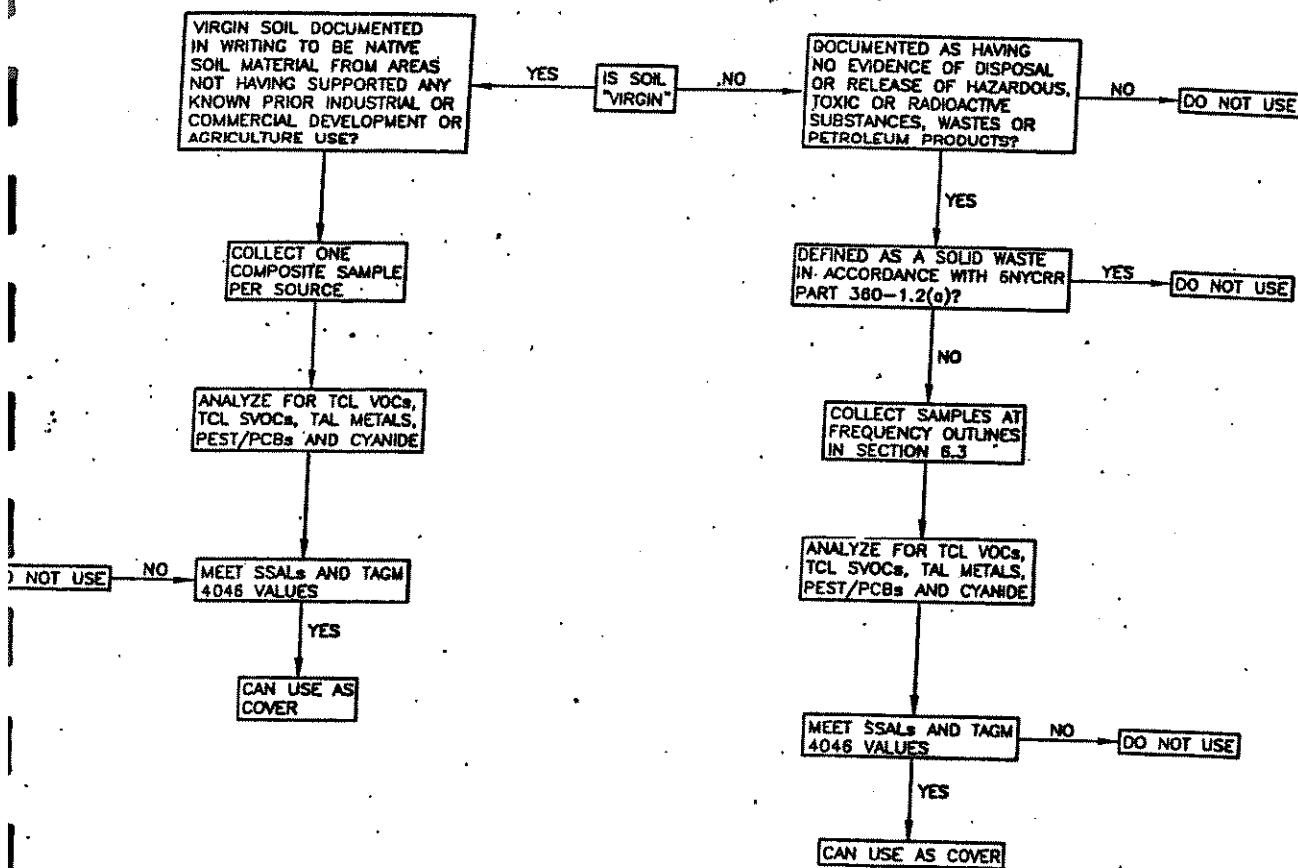 VIRGIN SOIL DOCUMENTED
IN WRITING TO BE NATIVE
SOIL MATERIAL FROM AREAS
NOT HAVING SUPPORTED ANY
KNOWN PRIOR INDUSTRIAL OR
COMMERCIAL DEVELOPMENT OR
AGRICULTURE USE?
YES
IS SOIL
"VIRGIN"
NO
DOCUMENTED AS HAVING
NO EVIDENCE OF DISPOSAL
OR RELEASE OF HAZARDOUS,
TOXIC OR RADIOACTIVE
SUBSTANCES, WASTES OR
PETROLEUM PRODUCTS?
NO
DO NOT USE
YES
COLLECT ONE
COMPOSITE SAMPLE
PER SOURCE
DEFINED AS A SOLID WASTE
IN ACCORDANCE WITH 6NYCRR
PART 360-1.2(a)?
YES
DO NOT USE
NO
ANALYZE FOR TCL VOCs,
TCL SVOCs, TAL METALS,
PEST/PCBs AND CYANIDE
COLLECT SAMPLES AT
FREQUENCY OUTLINES
IN SECTION 6.3
ANALYZE FOR TCL VOCs,
TCL SVOCs, TAL METALS,
PEST/PCBs AND CYANIDE
NOT USE
NO
MEET SSALs AND TAGM
4046 VALUES
YES
CAN USE AS
COVER
MEET SSALs AND TAGM
4046 VALUES
NO
DO NOT USE
YES
CAN USE AS COVER